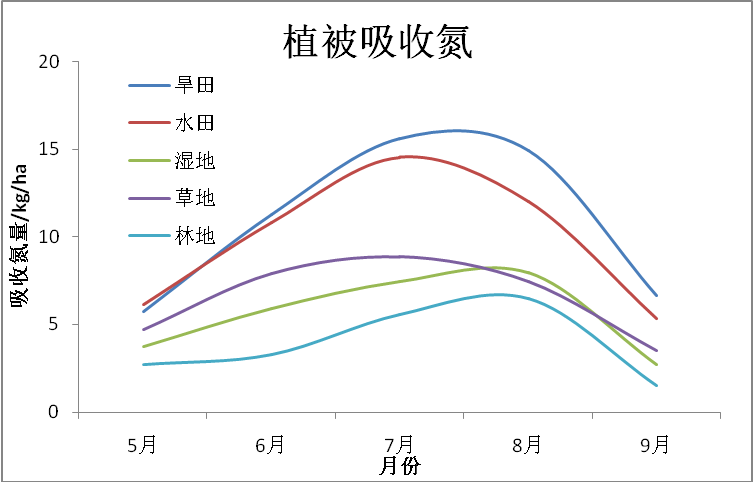 植被吸收氮
20
15
10
5
0
吸收氮量/kg/ha
旱田
水田
湿地
草地
林地
5月 6月 7月 8月 9月
月份